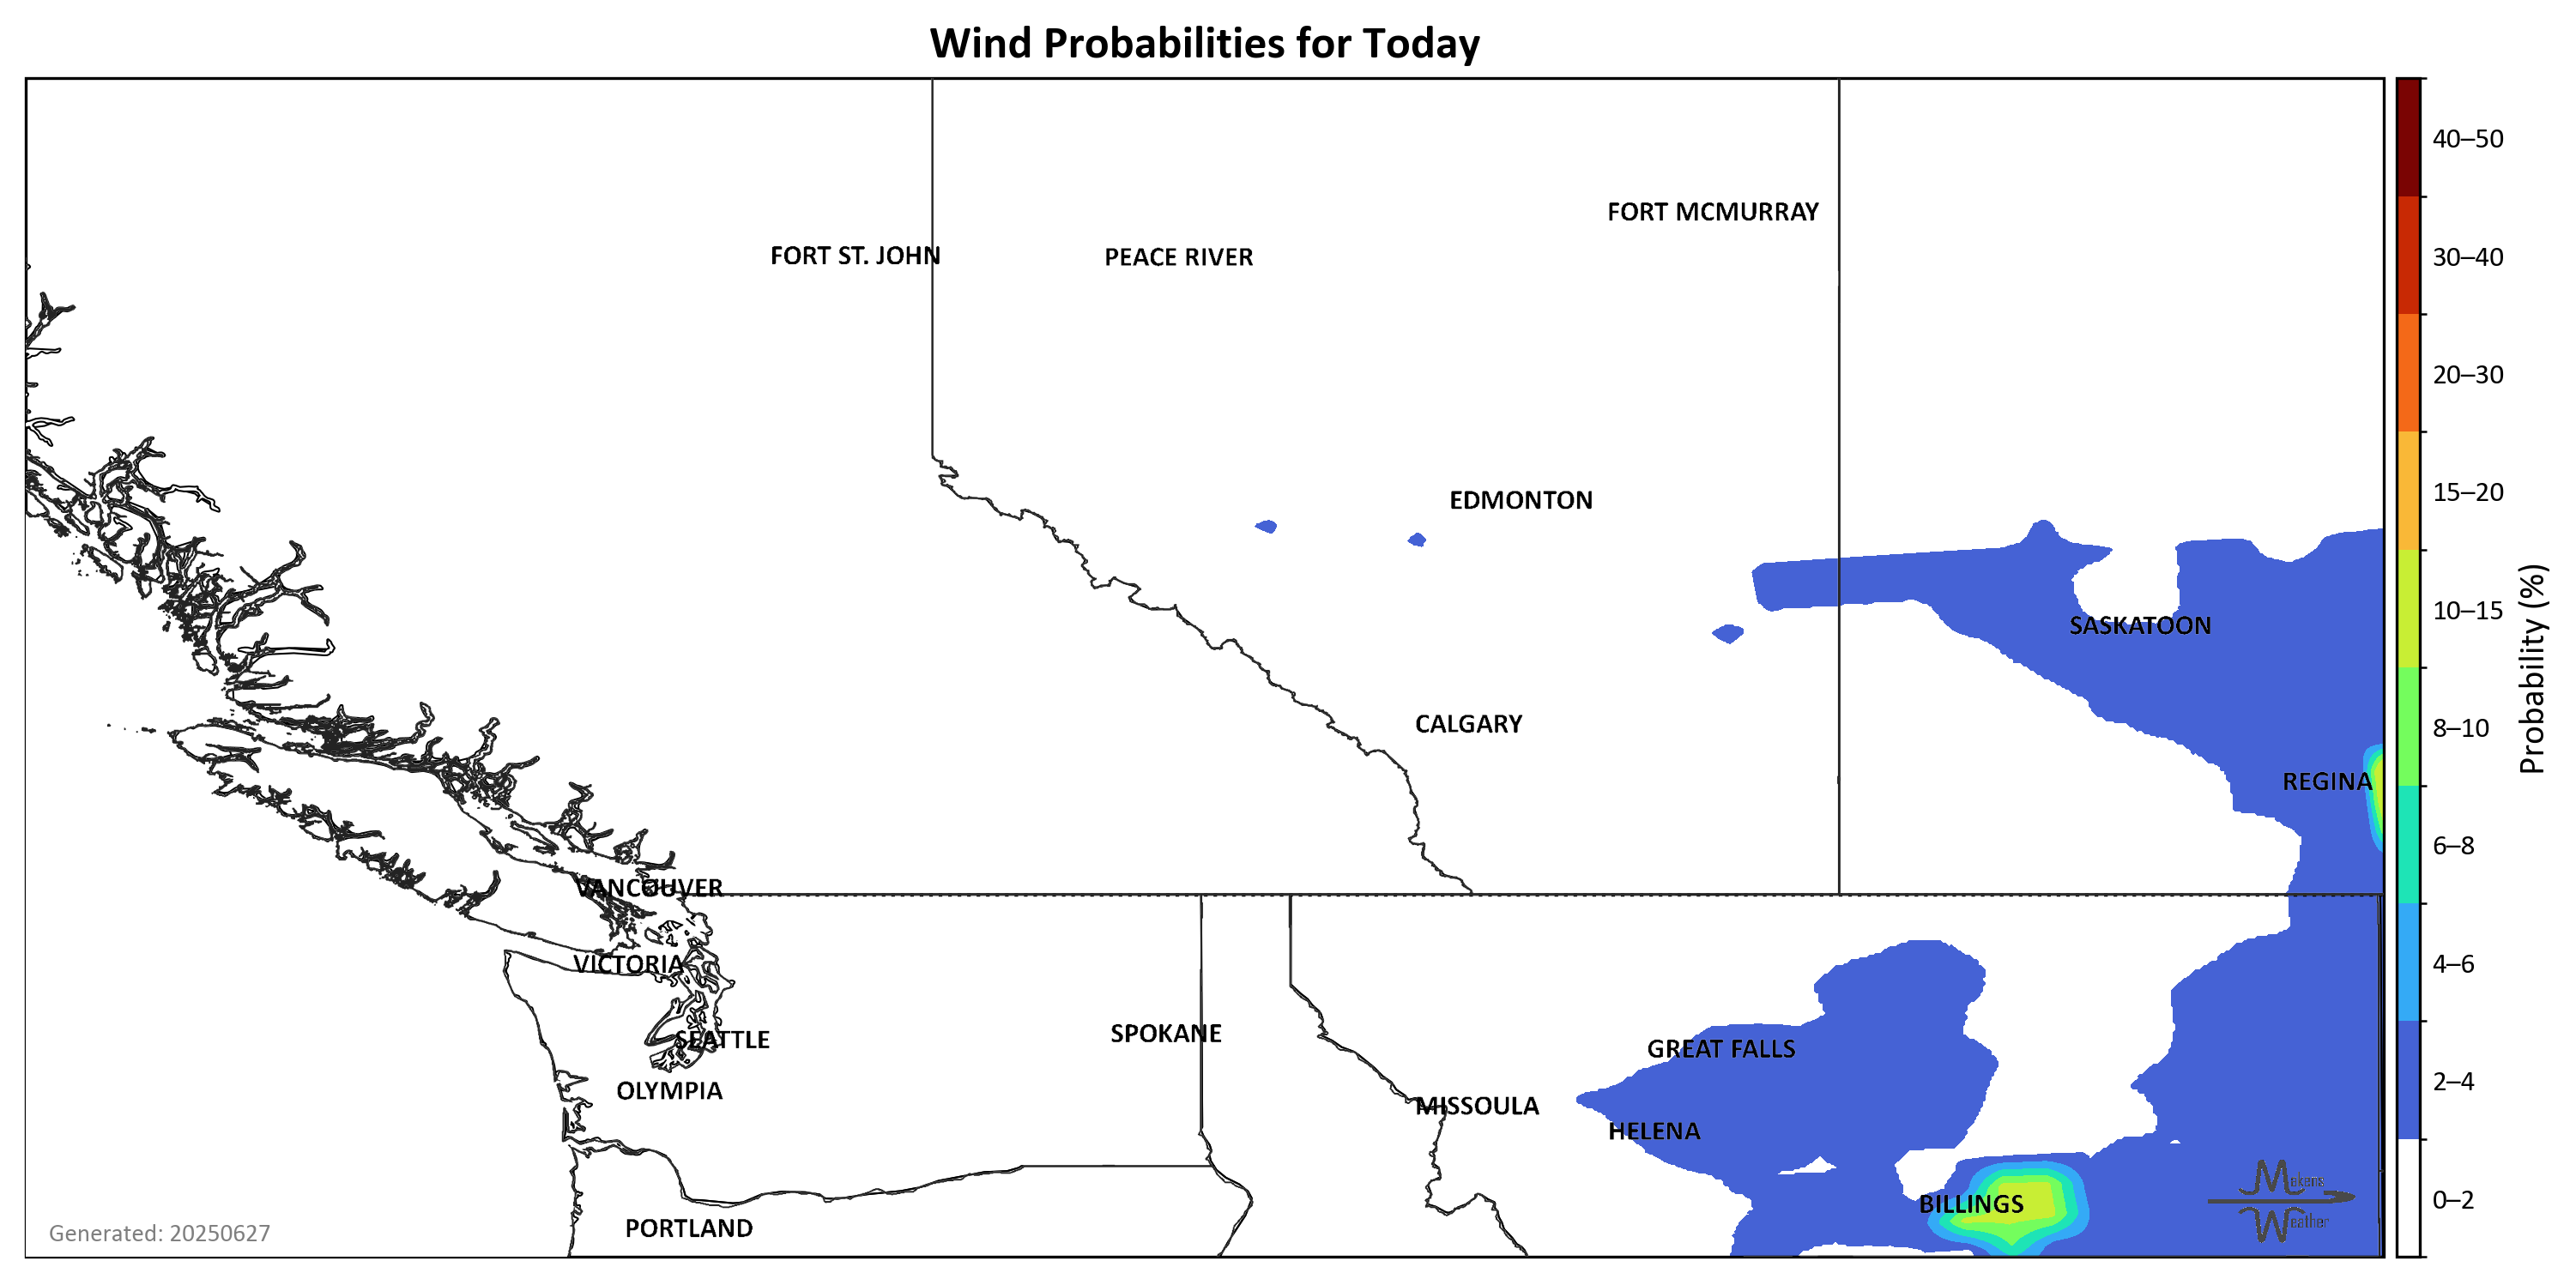 Wind Probabilities for Today
FORT MCMURRAY
FORT ST. JOHN
PEACE RIVER
EDMONTON
SASKATOON
CALGARY
REGINA
VANCOUVER
VICTORIA
SPOKANE
SEATTLE
GREAT FALLS
OLYMPIA
MISSOULA
HELENA
BILLINGS
PORTLAND
Mokens
Weather
Generated: 20250627
40–50
30–40
20–30
15–20
10–15
8–10
6–8
4–6
2–4
0–2
Probability (%)